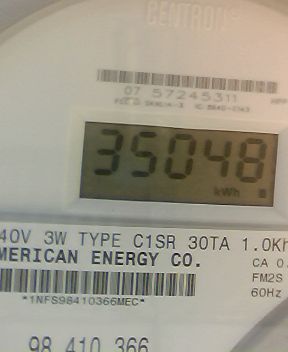 CENTRON
07 57245311
35048
kWh
40V 3W TYPE C1SR 30TA 1.0Kh
MERICAN ENERGY CO.
CA 0.
FM2S
*1NFS98410366MEC*
60Hz
98 410 366